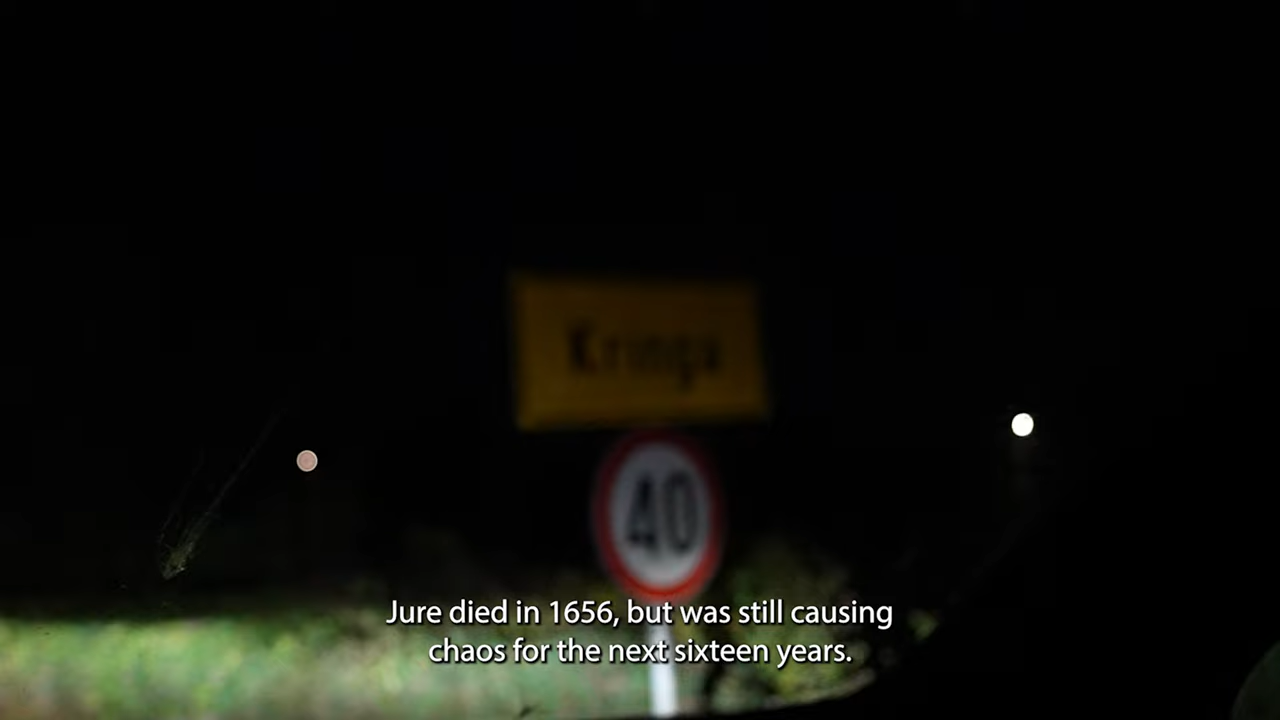 Kringa
40
Jure died in 1656, but was still causing
chaos for the next sixteen years.